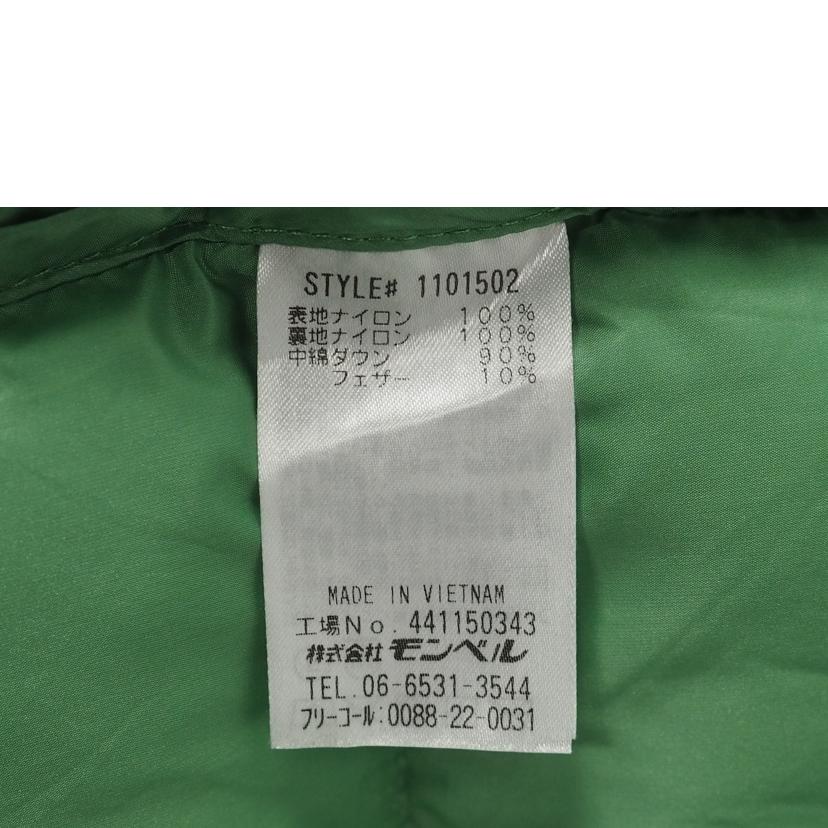 STYLE# 1101502
表地ナイロン 100%
裏地ナイロン 100%
中綿ダウン 90%
フェザー 10%
MADE IN VIETNAM
工場No. 441150343
株式会社 モンベル
TEL. 06-6531-3544
フリーコール:0088-22-0031